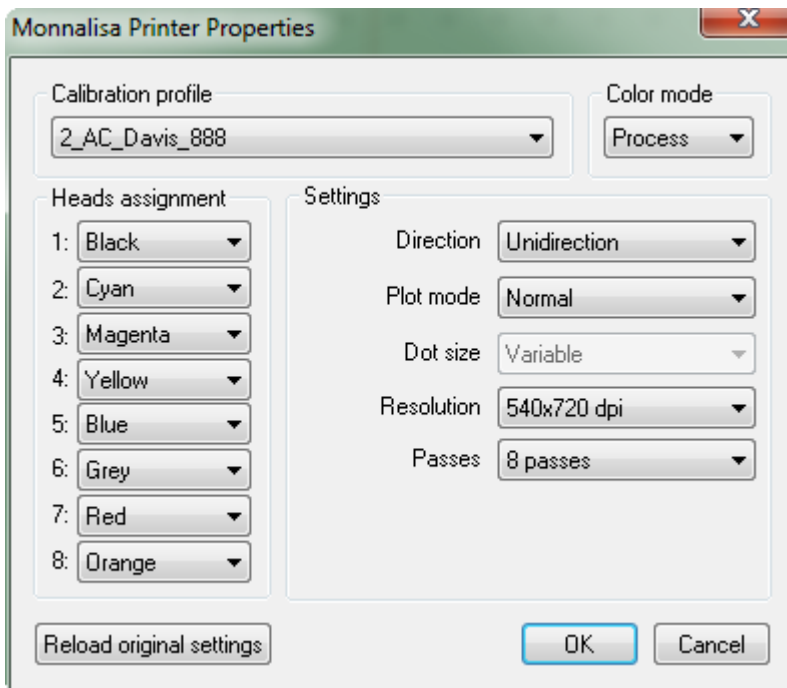 Monnalisa Printer Properties
x
Calibration profile
2_AC_Davis_888
Color mode
Process
Heads assignment
1: Black
2: Cyan
3: Magenta
4: Yellow
5: Blue
6: Grey
7: Red
8: Orange
Settings
Direction Unidirection
Plot mode Normal
Dot size Variable
Resolution 540x720 dpi
Passes 8 passes
Reload original settings
OK
Cancel